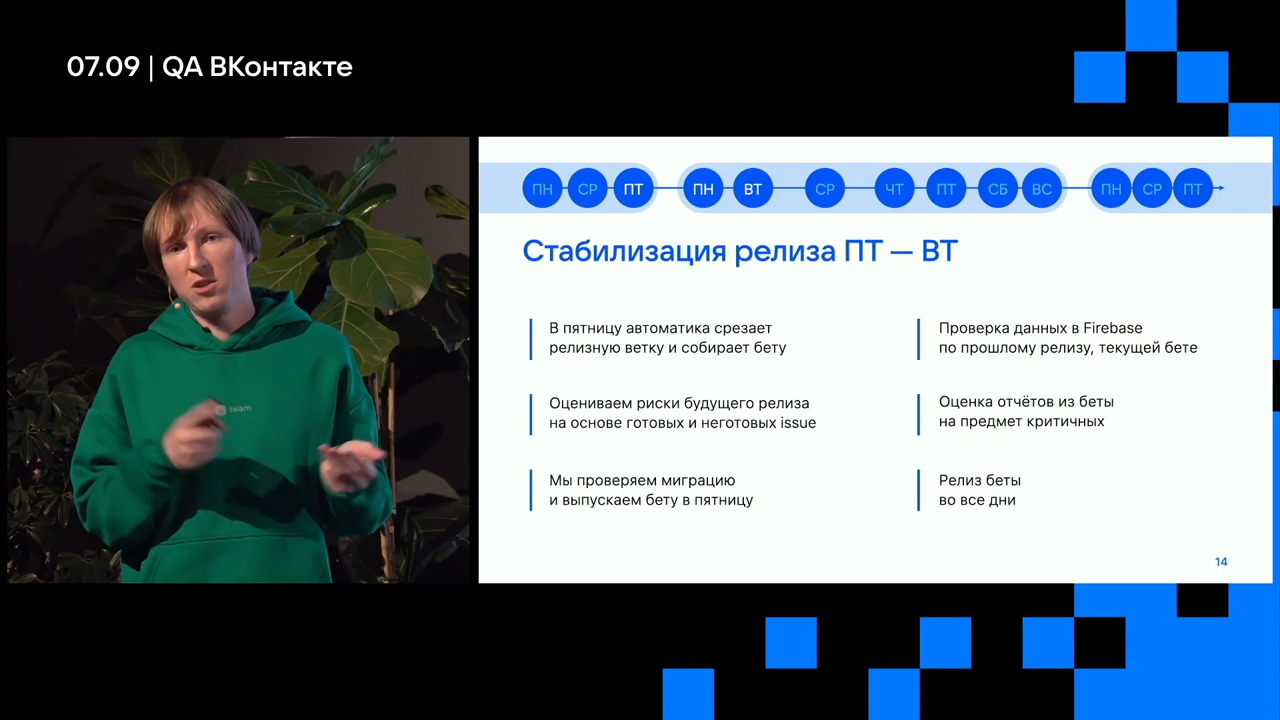 07.09 | QA ВКонтакте
ПН СР ПТ ПН ВТ СР ЧТ ПТ СБ ВС ПН СР ПТ
Стабилизация релиза ПТ — ВТ
В пятницу автоматика срезает
релизную ветку и собирает бету
Оцениваем риски будущего релиза
на основе готовых и неготовых issue
Мы проверяем миграцию
и выпускаем бету в пятницу
Проверка данных в Firebase
по прошлому релизу, текущей бете
Оценка отчётов из беты
на предмет критичных
Релиз беты
во все дни
14
team